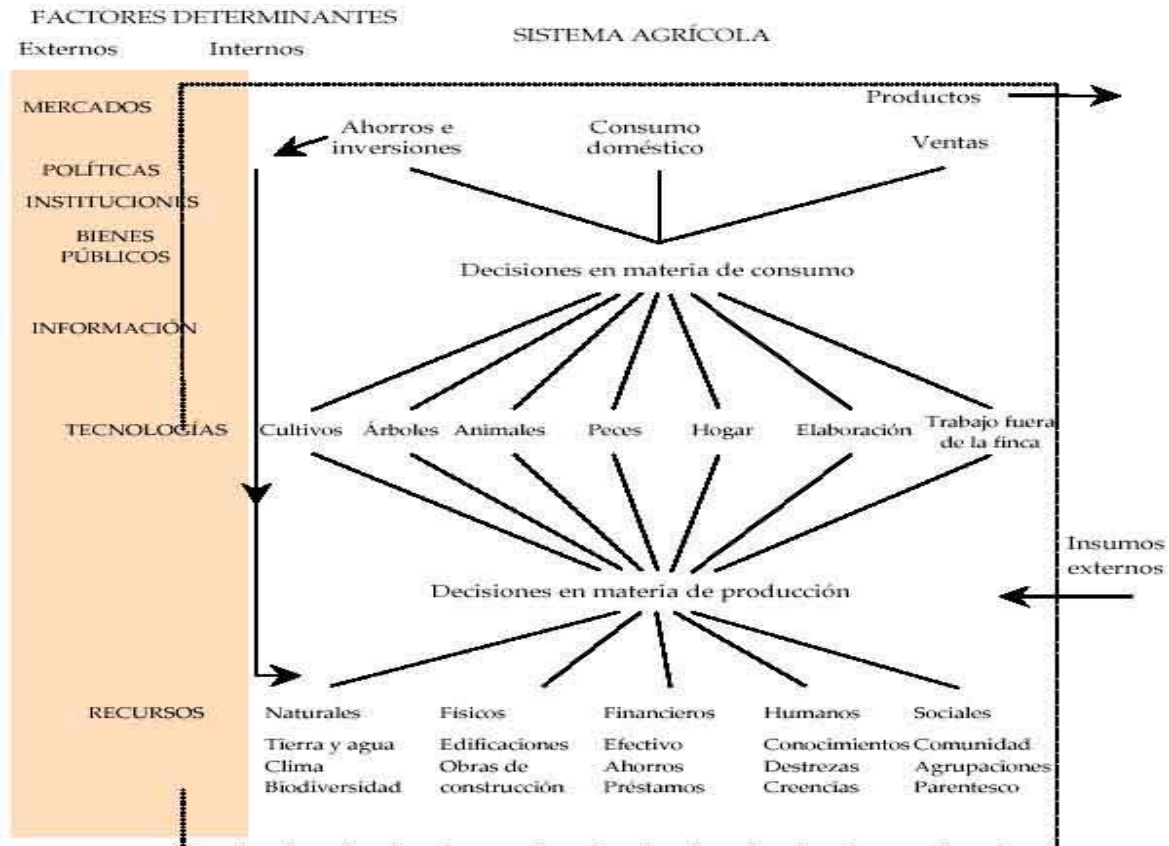 FACTORES DETERMINANTES
Externos Internos
SISTEMA AGRÍCOLA
MERCADOS
POLÍTICAS
INSTITUCIONES
BIENES
PÚBLICOS
INFORMACIÓN
TECNOLOGÍAS
RECURSOS
Productos
Ahorros e
inversiones
Consumo
doméstico
Ventas
Decisiones en materia de consumo
Cultivos
Árboles
Animales
Peces
Hogar
Elaboración
Trabajo fuera
de la finca
Insumos
externos
Decisiones en materia de producción
Naturales
Tierra y agua
Clima
Biodiversidad
Físicos
Edificaciones
Obras de
construcción
Financieros
Efectivo
Ahorros
Préstamos
Humanos
Conocimientos
Destrezas
Creencias
Sociales
Comunidad
Agrupaciones
Parentesco